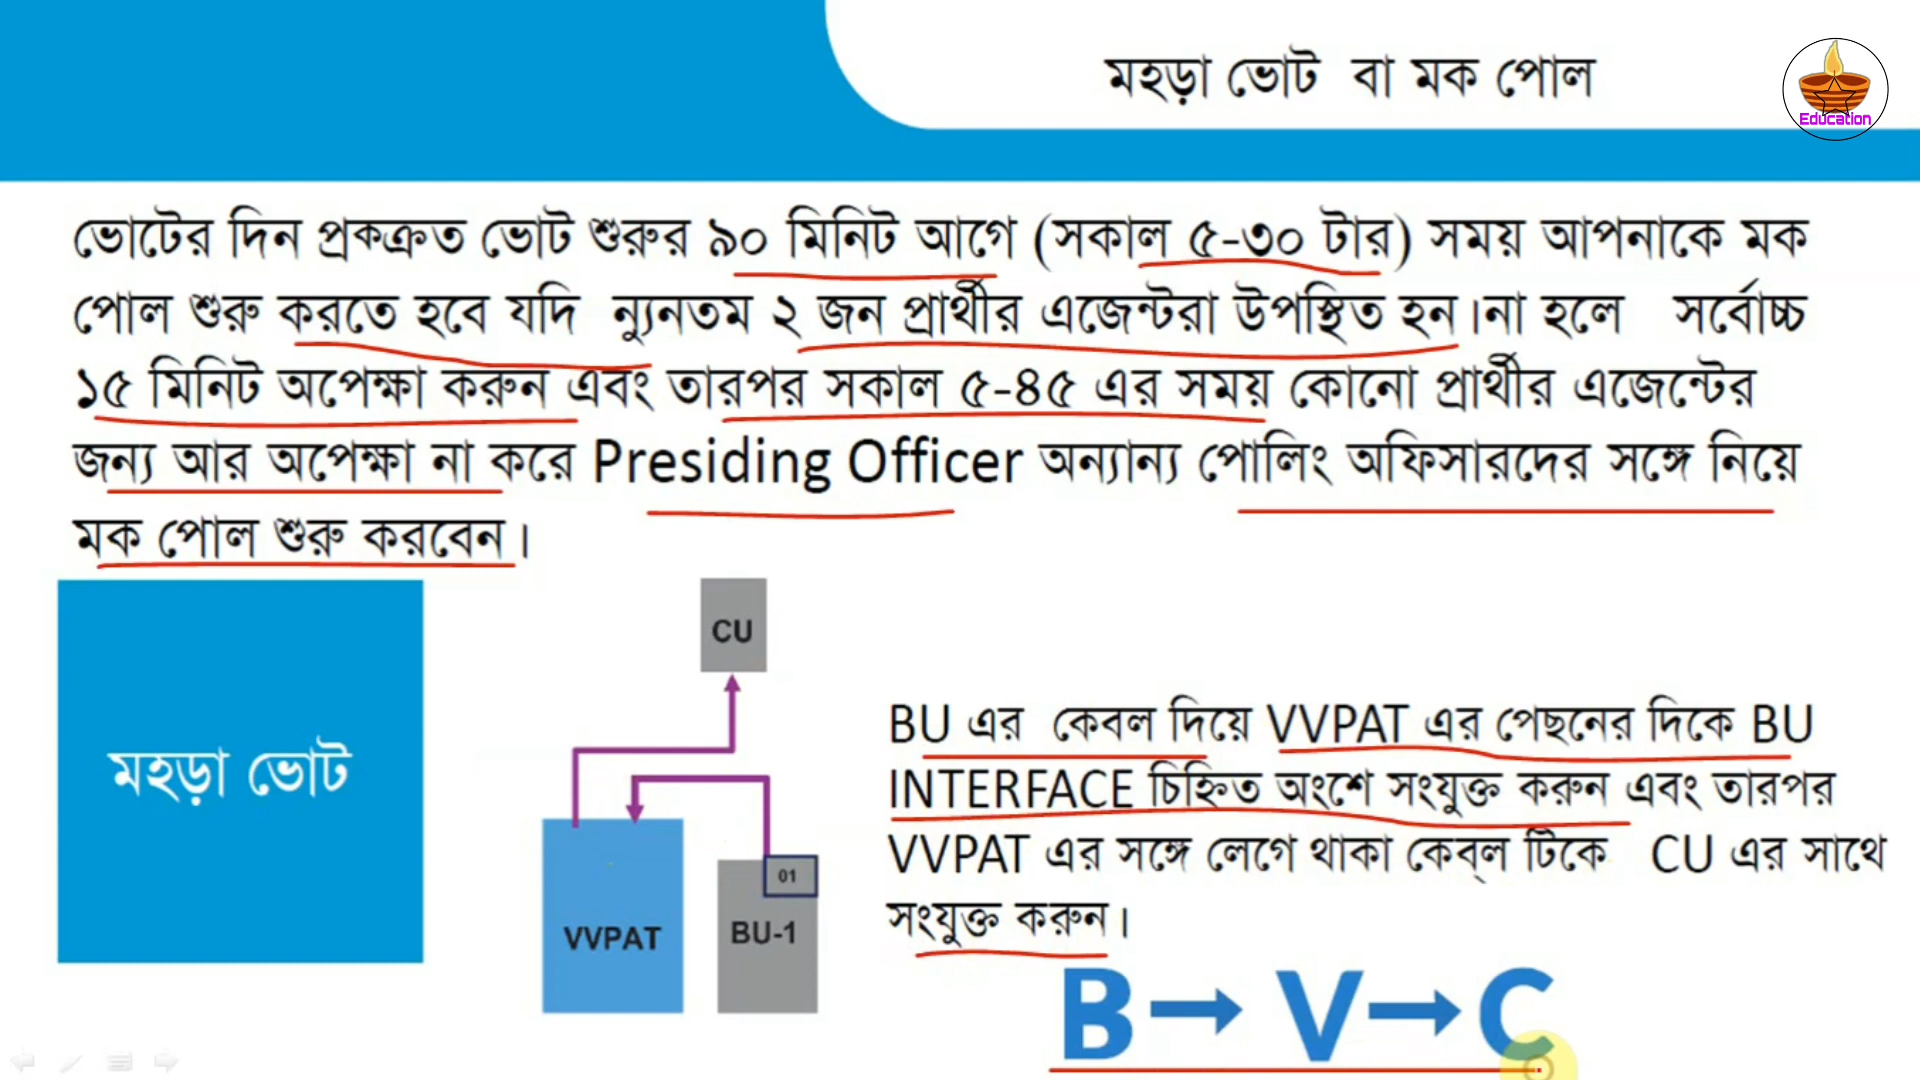 মহড়া ভোট বা মক পোল
Education
ভোটের দিন প্রকক্রত ভোট শুরুর ৯০ মিনিট আগে (সকাল ৫-৩০ টার) সময় আপনাকে মক
পোল শুরু করতে হবে যদি ন্যুনতম ২ জন প্রার্থীর এজেন্টরা উপস্থিত হন।না হলে সর্বোচ্চ
১৫ মিনিট অপেক্ষা করুন এবং তারপর সকাল ৫-৪৫ এর সময় কোনো প্রার্থীর এজেন্টের
জন্য আর অপেক্ষা না করে Presiding Officer অন্যান্য পোলিং অফিসারদের সঙ্গে নিয়ে
মক পোল শুরু করবেন।
মহড়া ভোট
CU
VVPAT
01
BU-1
BU এর কেবল দিয়ে VVPAT এর পেছনের দিকে BU
INTERFACE চিহ্নিত অংশে সংযুক্ত করুন এবং তারপর
VVPAT এর সঙ্গে লেগে থাকা কেব্‌ল টিকে CU এর সাথে
সংযুক্ত করুন।
B → V → C